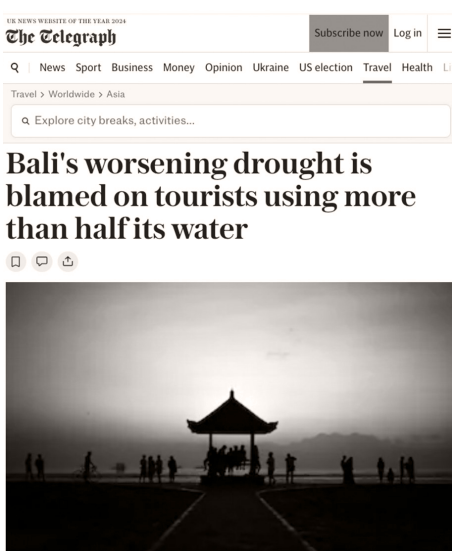 UK NEWS WEBSITE OF THE YEAR 2024
The Telegraph
Subscribe now
Log in
News Sport Business Money Opinion Ukraine US election Travel Health Li
Travel > Worldwide > Asia
Explore city breaks, activities...
Bali's worsening drought is
blamed on tourists using more
than half its water